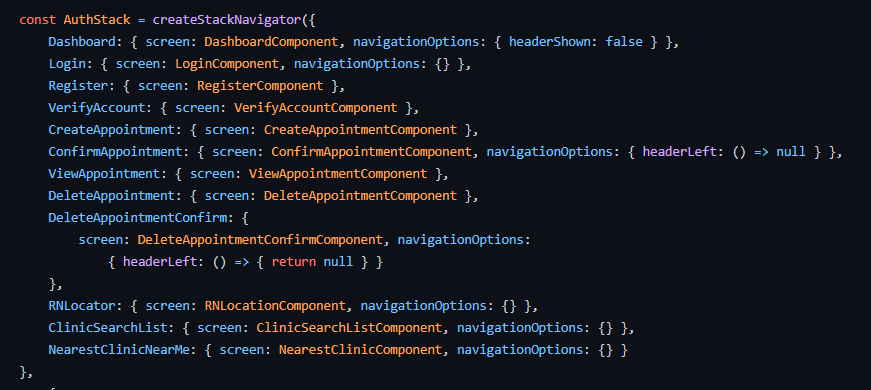 const AuthStack = createStackNavigator({
    Dashboard: { screen: DashboardComponent, navigationOptions: { headerShown: false } },
    Login: { screen: LoginComponent, navigationOptions: {} },
    Register: { screen: RegisterComponent },
    VerifyAccount: { screen: VerifyAccountComponent },
    CreateAppointment: { screen: CreateAppointmentComponent },
    ConfirmAppointment: { screen: ConfirmAppointmentComponent, navigationOptions: { headerLeft: () => null } },
    ViewAppointment: { screen: ViewAppointmentComponent },
    DeleteAppointment: { screen: DeleteAppointmentComponent },
    DeleteAppointmentConfirm: {
        screen: DeleteAppointmentConfirmComponent, navigationOptions:
            { headerLeft: () => { return null } }
    },
    RNLocator: { screen: RNLocationComponent, navigationOptions: {} },
    ClinicSearchList: { screen: ClinicSearchListComponent, navigationOptions: {} },
    NearestClinicNearMe: { screen: NearestClinicComponent, navigationOptions: {} }
},